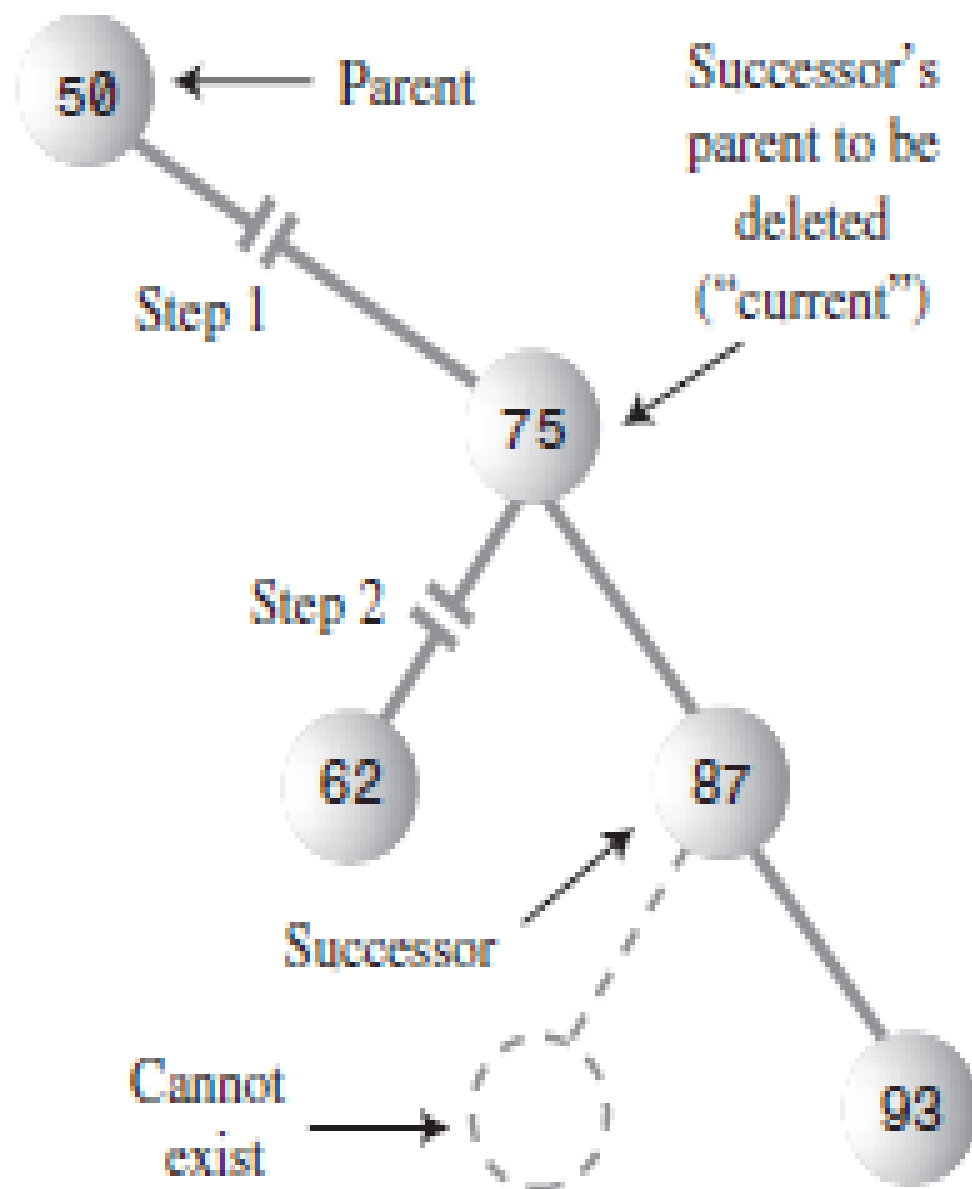 50
Parent
Successor’s
parent to be
deleted
(“current”)
Step 1
75
Step 2
62
87
Successor
Cannot
exist
93